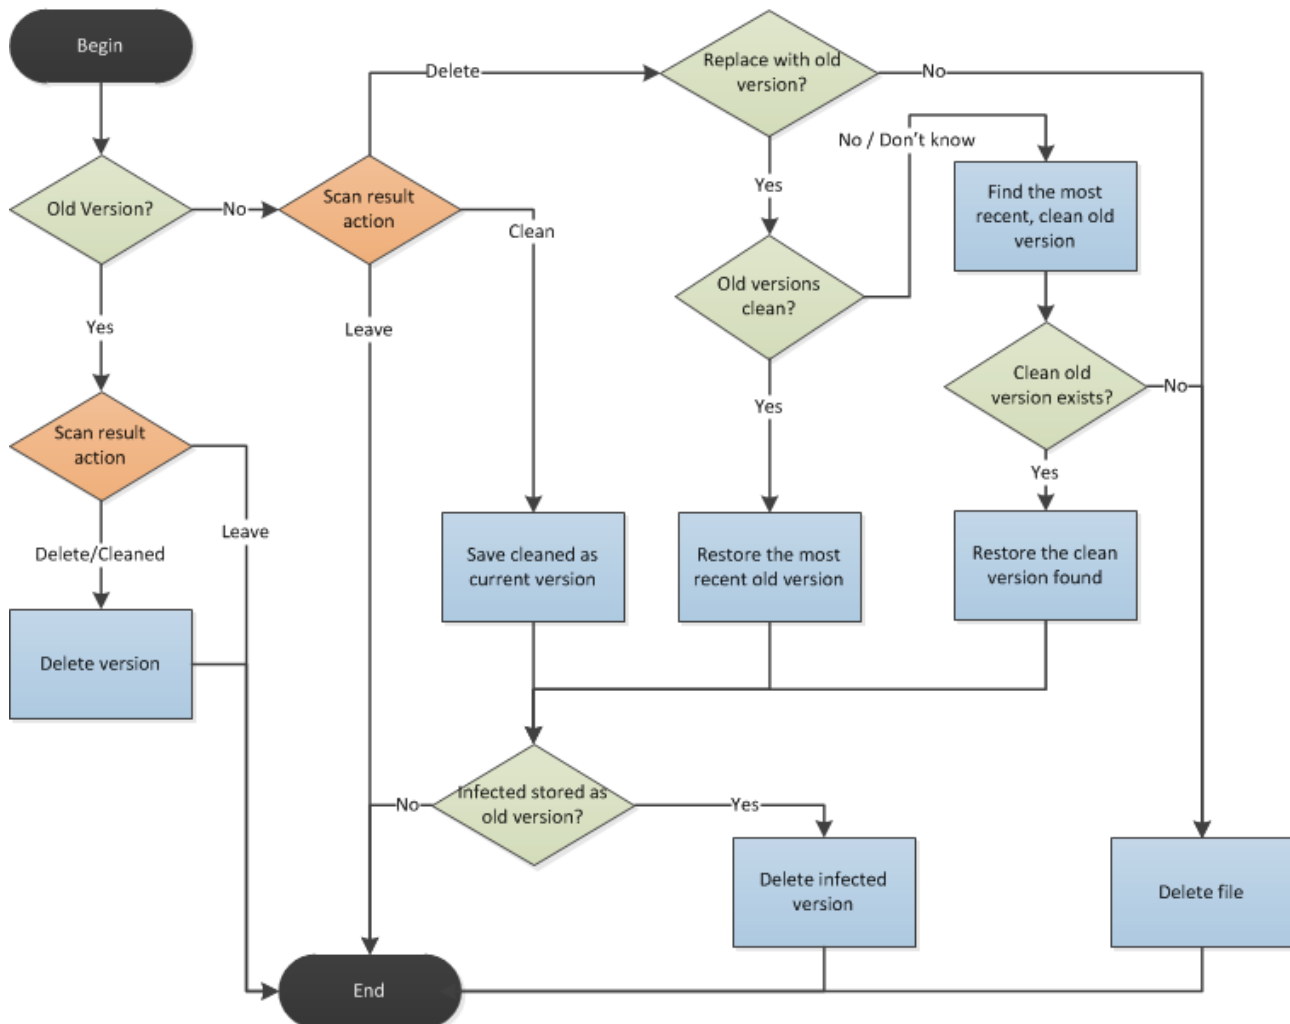 Begin
Delete
Replace with old
version?
No
No / Don't know
Old Version?
No
Scan result
action
Clean
Yes
Find the most
recent, clean old
version
Old versions
clean?
Yes
Leave
Clean old
version exists?
No
Yes
Yes
Scan result
action
Leave
Delete/Cleaned
Save cleaned as
current version
Restore the most
recent old version
Restore the clean
version found
Delete version
Infected stored as
old version?
No
Yes
Delete infected
version
Delete file
End